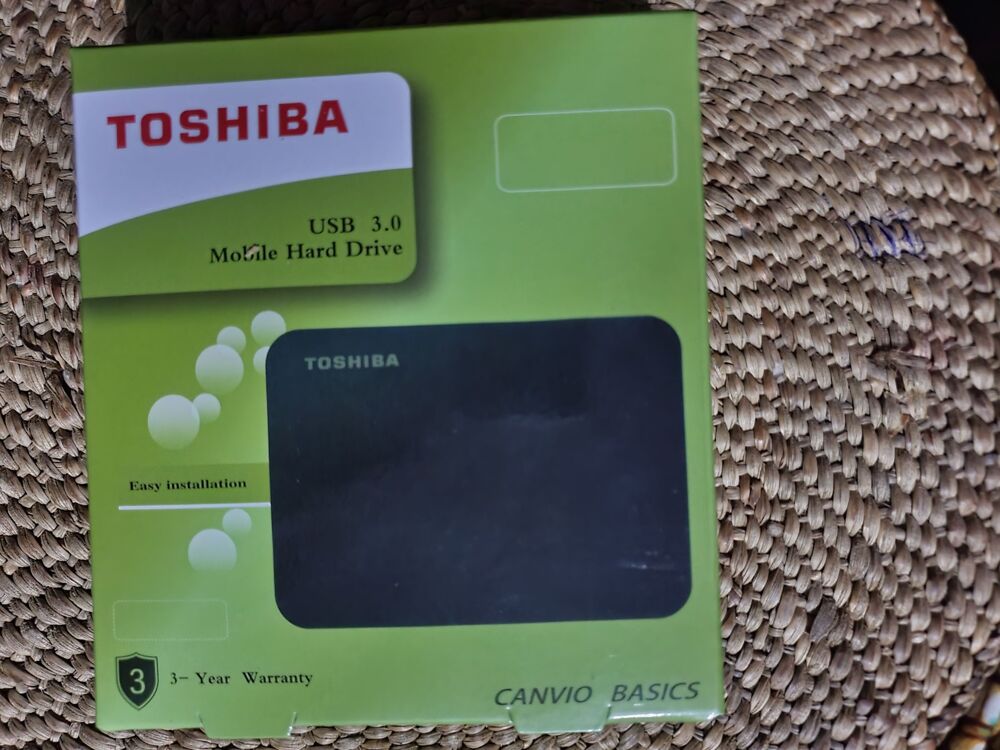 TOSHIBA
USB 3.0
Mobile Hard Drive
TOSHIBA
Easy installation
3
3- Year Warranty
CANVIO BASICS